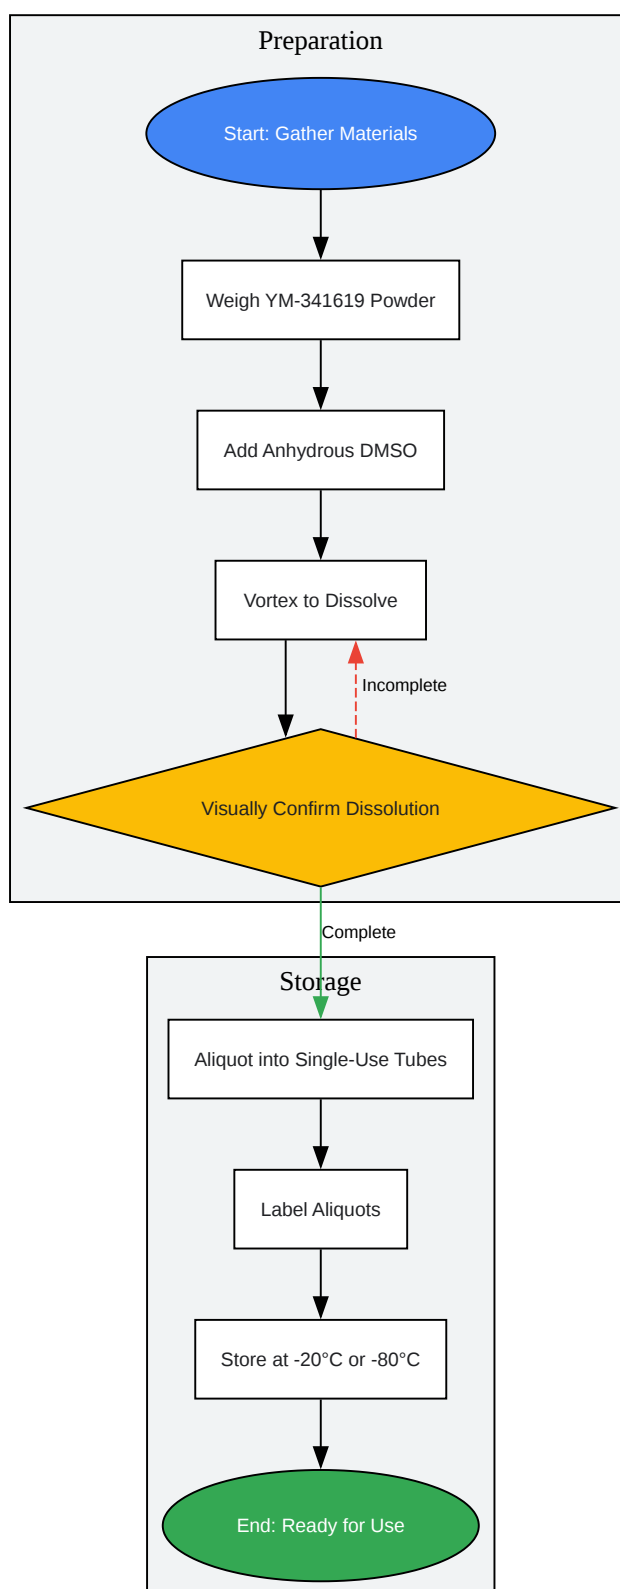 Preparation
Start: Gather Materials
Weigh YM-341619 Powder
Add Anhydrous DMSO
Vortex to Dissolve
Incomplete
Visually Confirm Dissolution
Complete
Storage
Aliquot into Single-Use Tubes
Label Aliquots
Store at -20°C or -80°C
End: Ready for Use